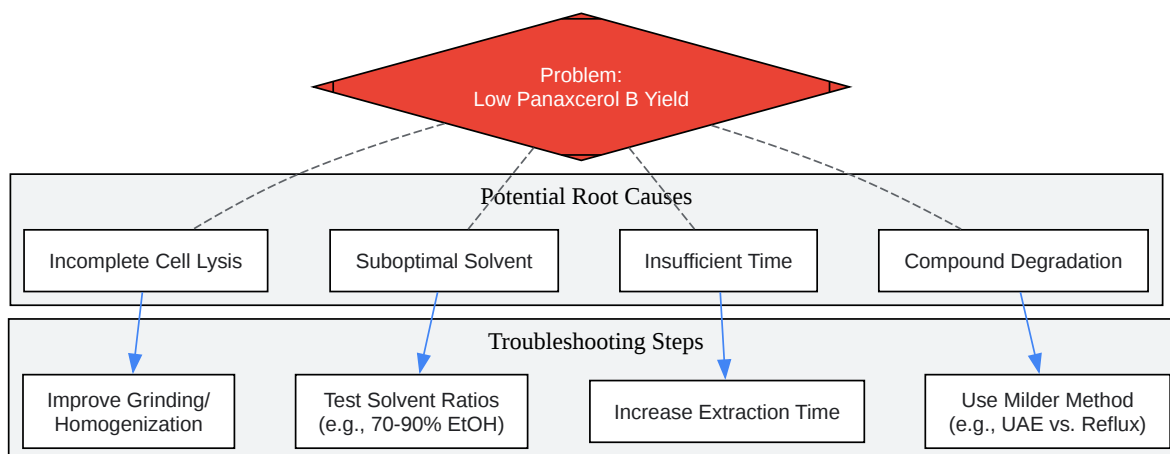 Problem:
Low Panaxcerol B Yield
Potential Root Causes
Incomplete Cell Lysis
Suboptimal Solvent
Insufficient Time
Compound Degradation
Troubleshooting Steps
Improve Grinding/
Homogenization
Test Solvent Ratios
(e.g., 70-90% EtOH)
Increase Extraction Time
Use Milder Method
(e.g., UAE vs. Reflux)